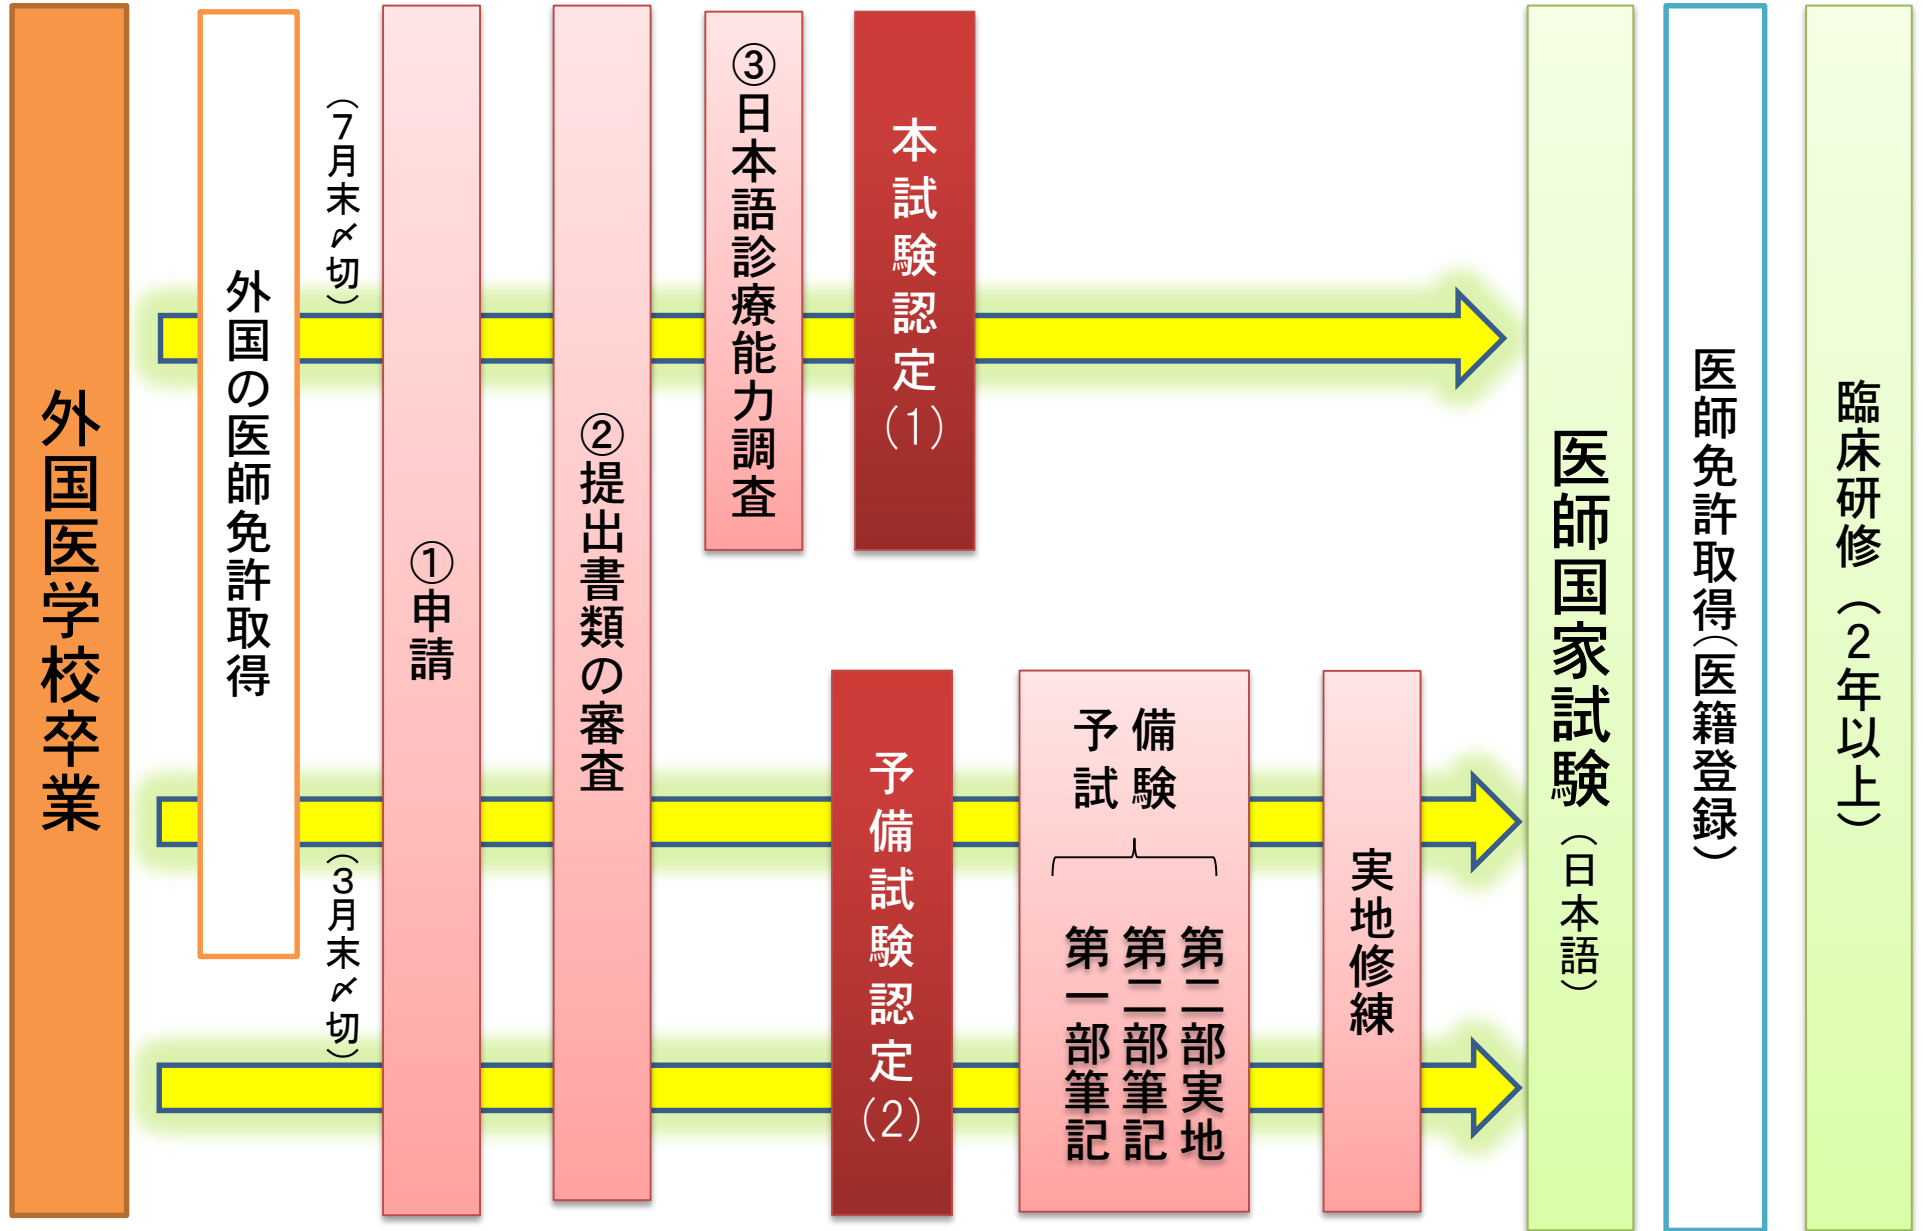 外国医学校卒業
外国の医師免許取得
（７月末〆切）
（３月末〆切）
①申請
②提出書類の審査
③日本語診療能力調査
本試験認定(1)
予備試験認定(2)
予備
試験
第一部筆記
第二部筆記
第二部実地
実地修練
医師国家試験（日本語）
医師免許取得（医籍登録）
臨床研修（２年以上）